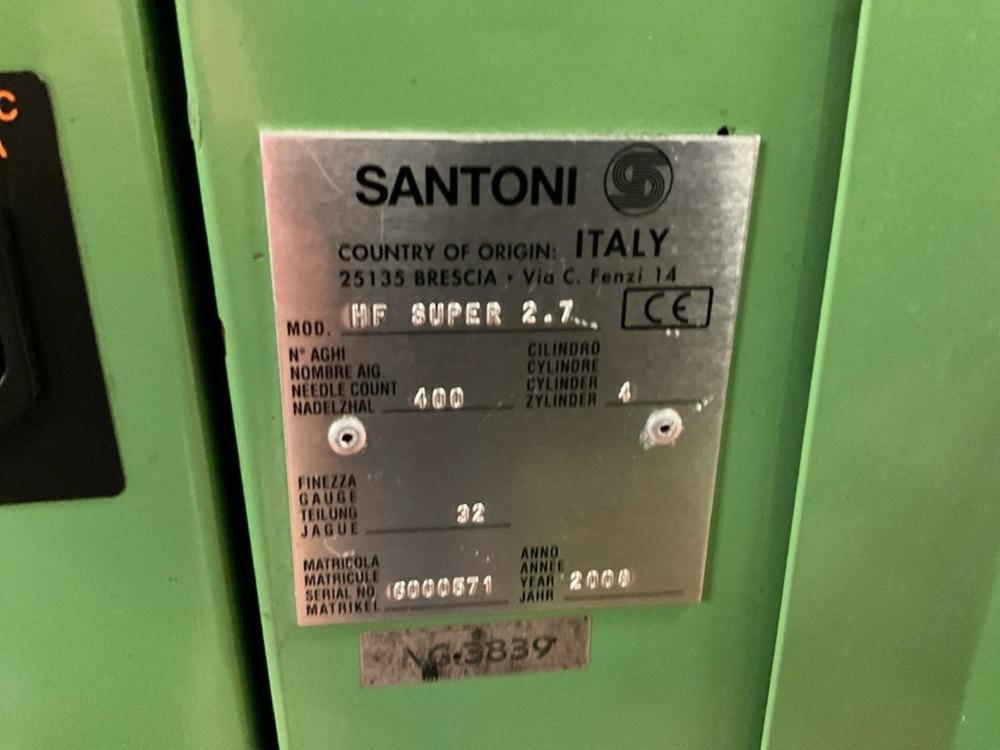 C
SANTONI
COUNTRY OF ORIGIN: ITALY
25135 BRESCIA · Via C. Fenzi 14
MOD. HF SUPER 2.7
CE
N° AGHI
NOMBRE AIG.
NEEDLE COUNT 400
NADELZHAL
CILINDRO
CYLINDRE
CYLINDER 4
ZYLINDER
FINEZZA
GAUGE
TEILUNG 32
JAGUE
MATRICOLA
MATRICULE
SERIAL NO. 6000571
MATRIKEL
ANNO
ANNEE
YEAR 2008
JAHR
NG.3839